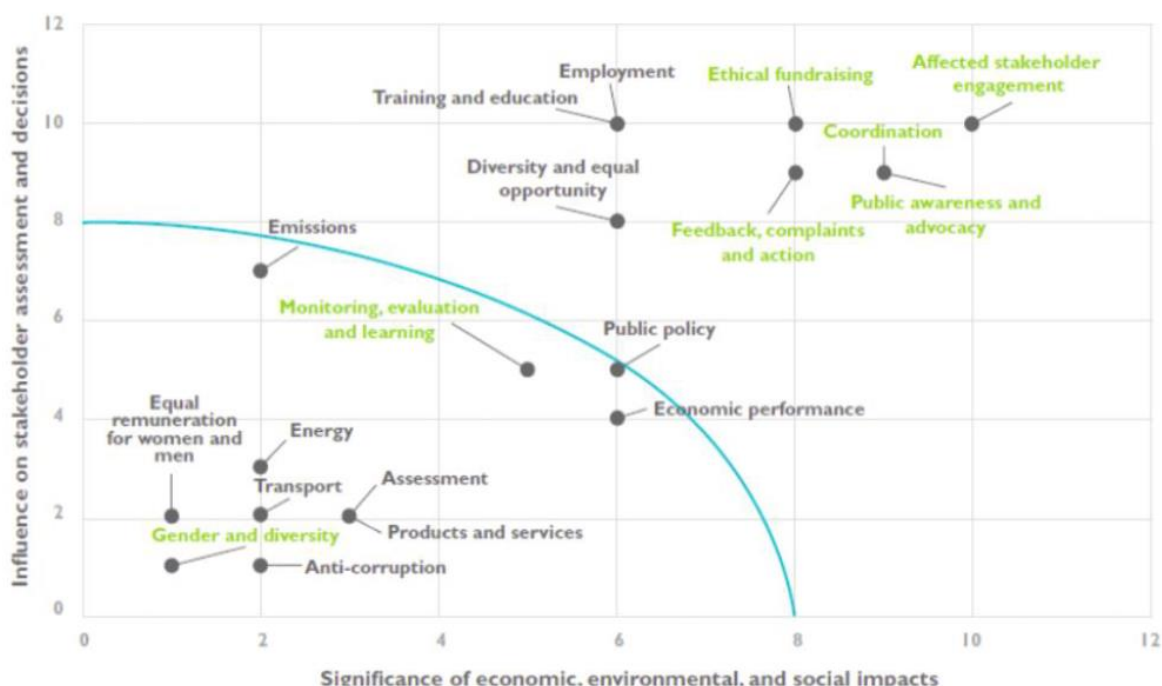 Influence on stakeholder assessment and decisions
12
10
8
6
4
2
0
Employment
Training and education
Ethical fundraising
Affected stakeholder
engagement
Coordination
Diversity and equal
opportunity
Public awareness and
advocacy
Feedback, complaints
and action
Emissions
Monitoring, evaluation
and learning
Public policy
Economic performance
Equal
remuneration
for women and
men
Energy
Transport
Assessment
Products and services
Gender and diversity
Anti-corruption
0
2
4
6
8
10
12
Significance of economic, environmental, and social impacts